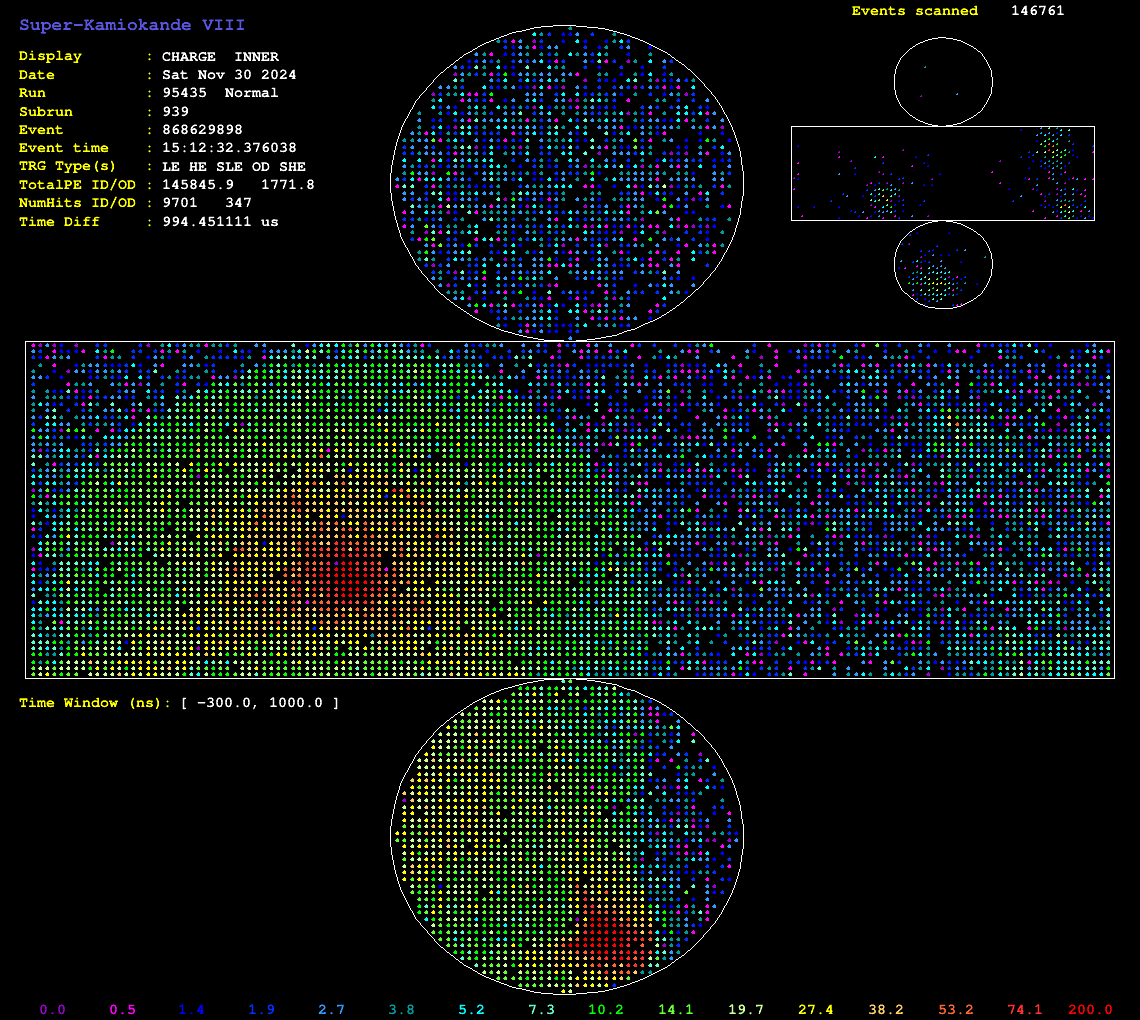 Super-Kamiokande VIII
Events scanned 146761
Display : CHARGE INNER
Date : Sat Nov 30 2024
Run : 95435 Normal
Subrun : 939
Event : 868629898
Event time : 15:12:32.376038
TRG Type(s) : LE HE SLE OD SHE
TotalPE ID/OD : 145845.9 1771.8
NumHits ID/OD : 9701 347
Time Diff : 994.451111 us
Time Window (ns): [ -300.0, 1000.0 ]
0.0 0.5 1.4 1.9 2.7 3.8 5.2 7.3 10.2 14.1 19.7 27.4 38.2 53.2 74.1 200.0